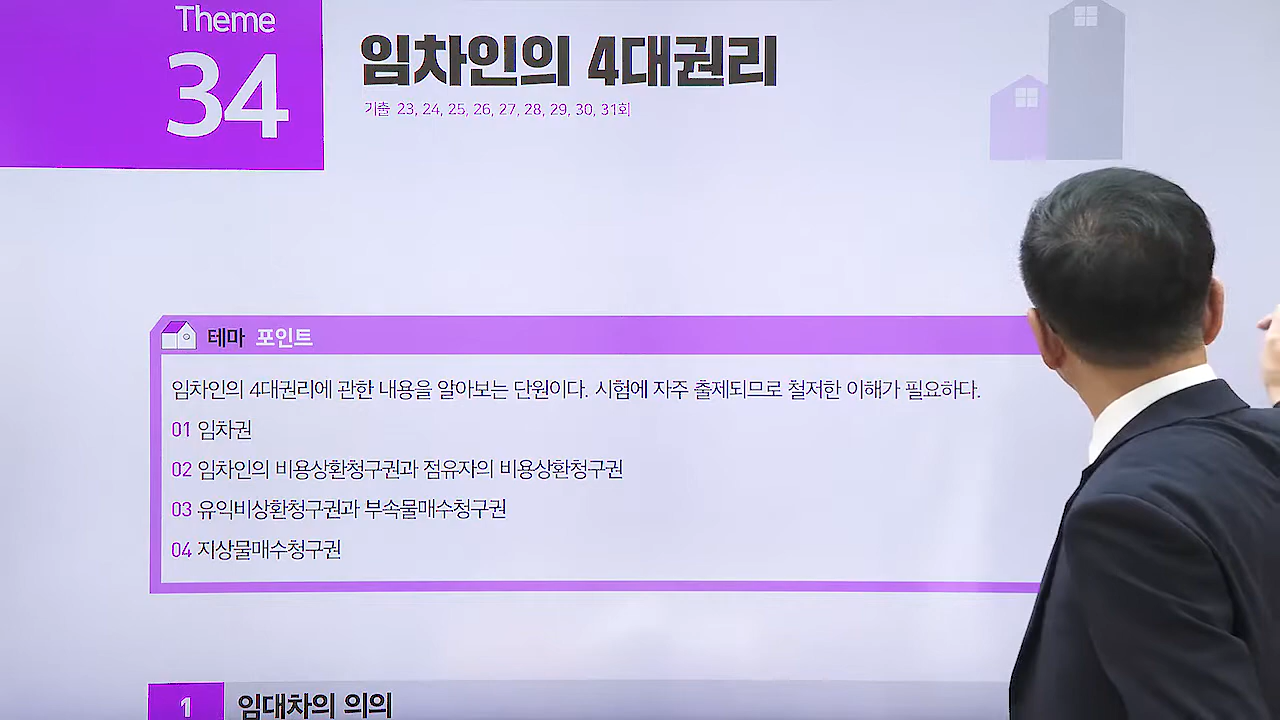 Theme
34
임차인의 4대권리
기출 23, 24, 25, 26, 27, 28, 29, 30, 31회
테마 포인트
임차인의 4대권리에 관한 내용을 알아보는 단원이다. 시험에 자주 출제되므로 철저한 이해가 필요하다.
01 임차권
02 임차인의 비용상환청구권과 점유자의 비용상환청구권
03 유익비상환청구권과 부속물매수청구권
04 지상물매수청구권
1 임대차의 의의